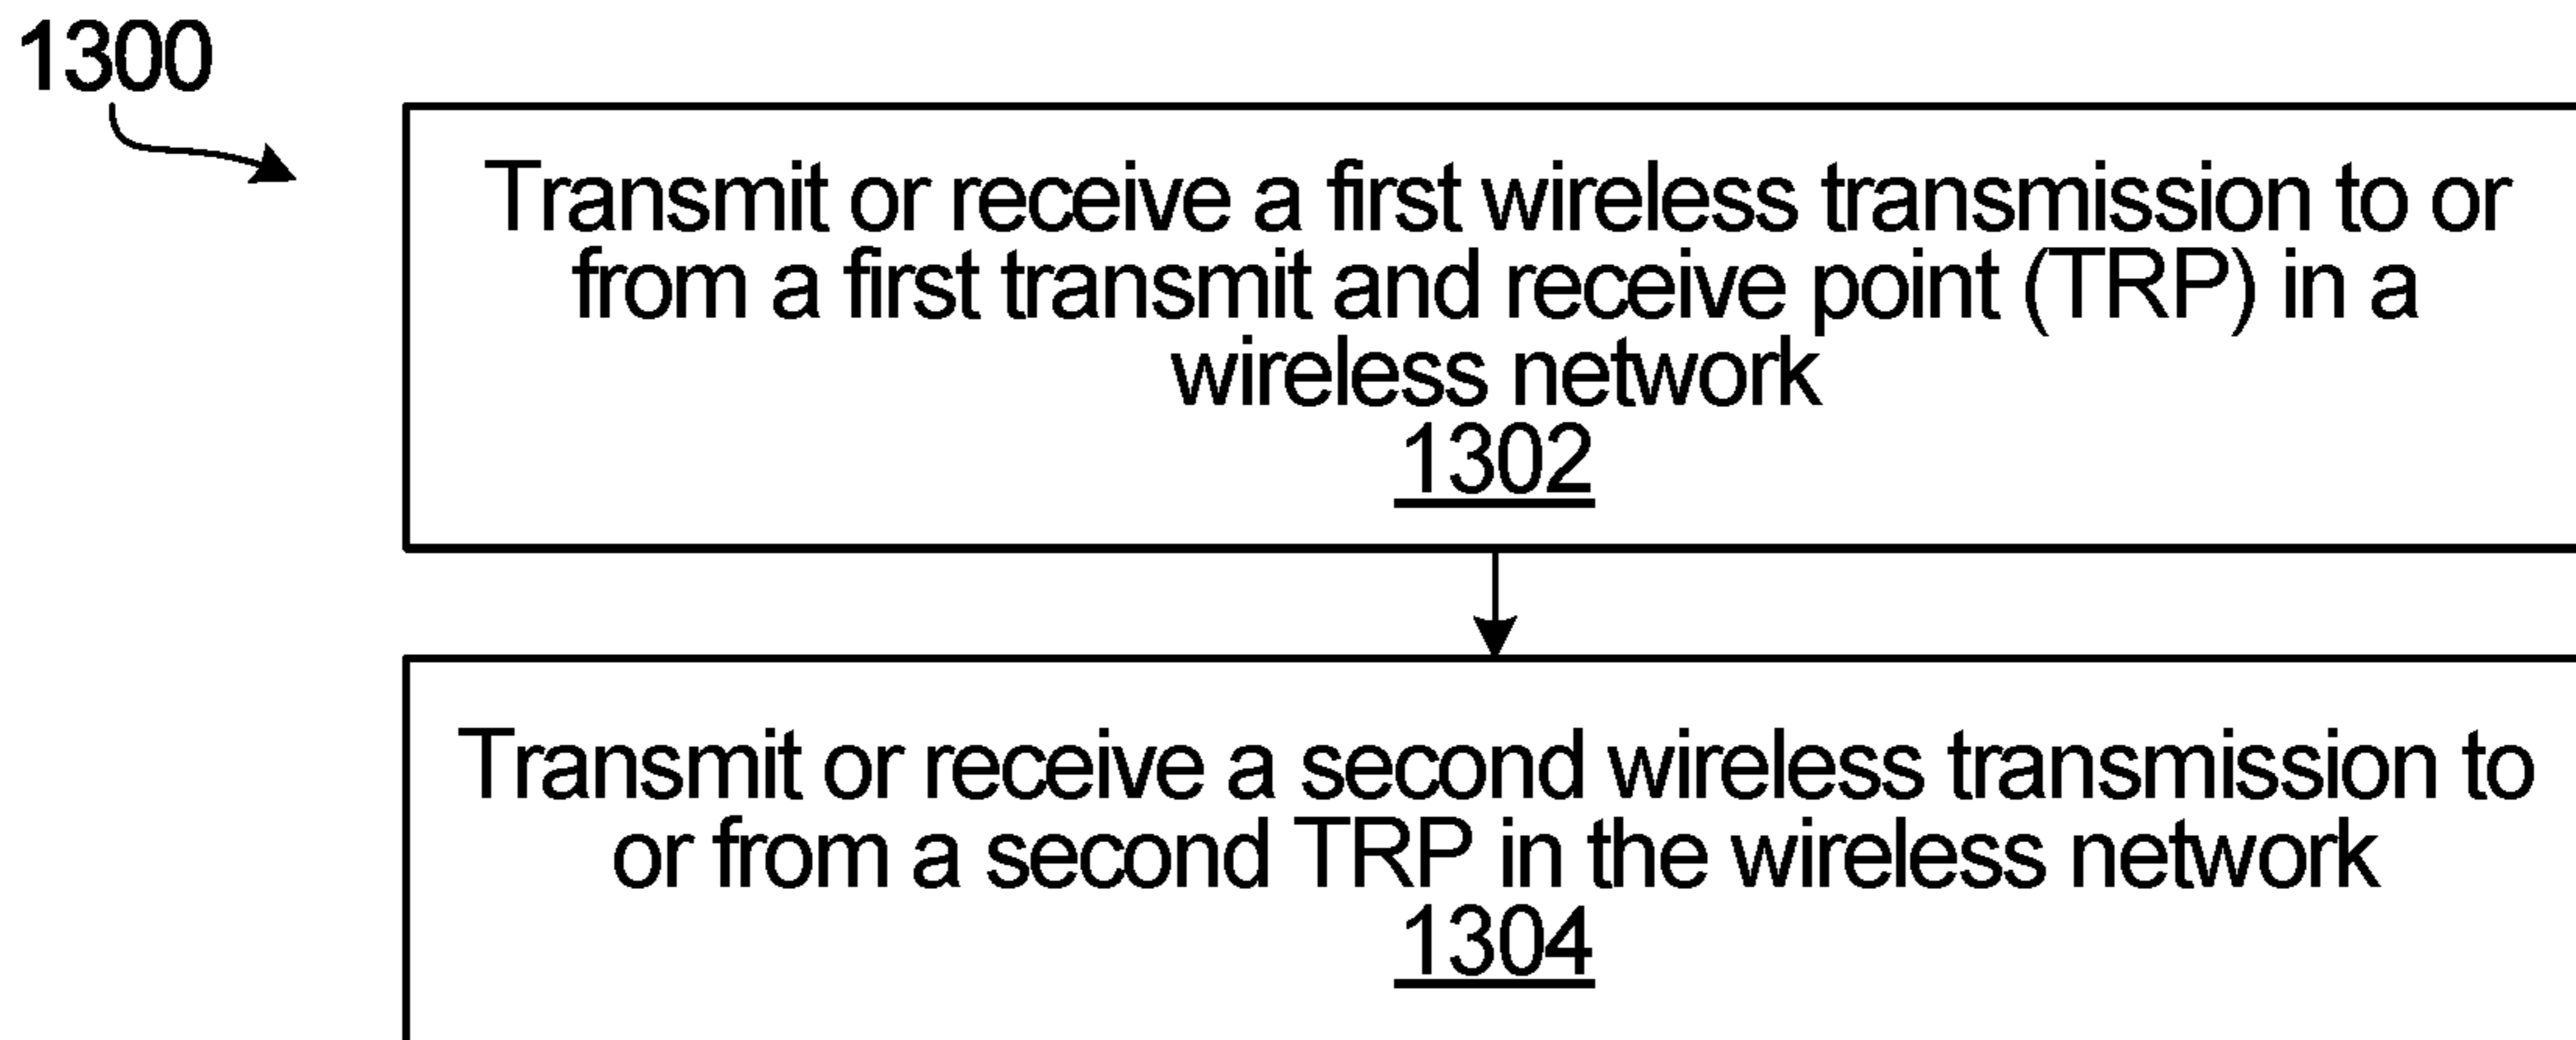 1300
Transmit or receive a first wireless transmission to or
from a first transmit and receive point (TRP) in a
wireless network
1302
Transmit or receive a second wireless transmission to
or from a second TRP in the wireless network
1304